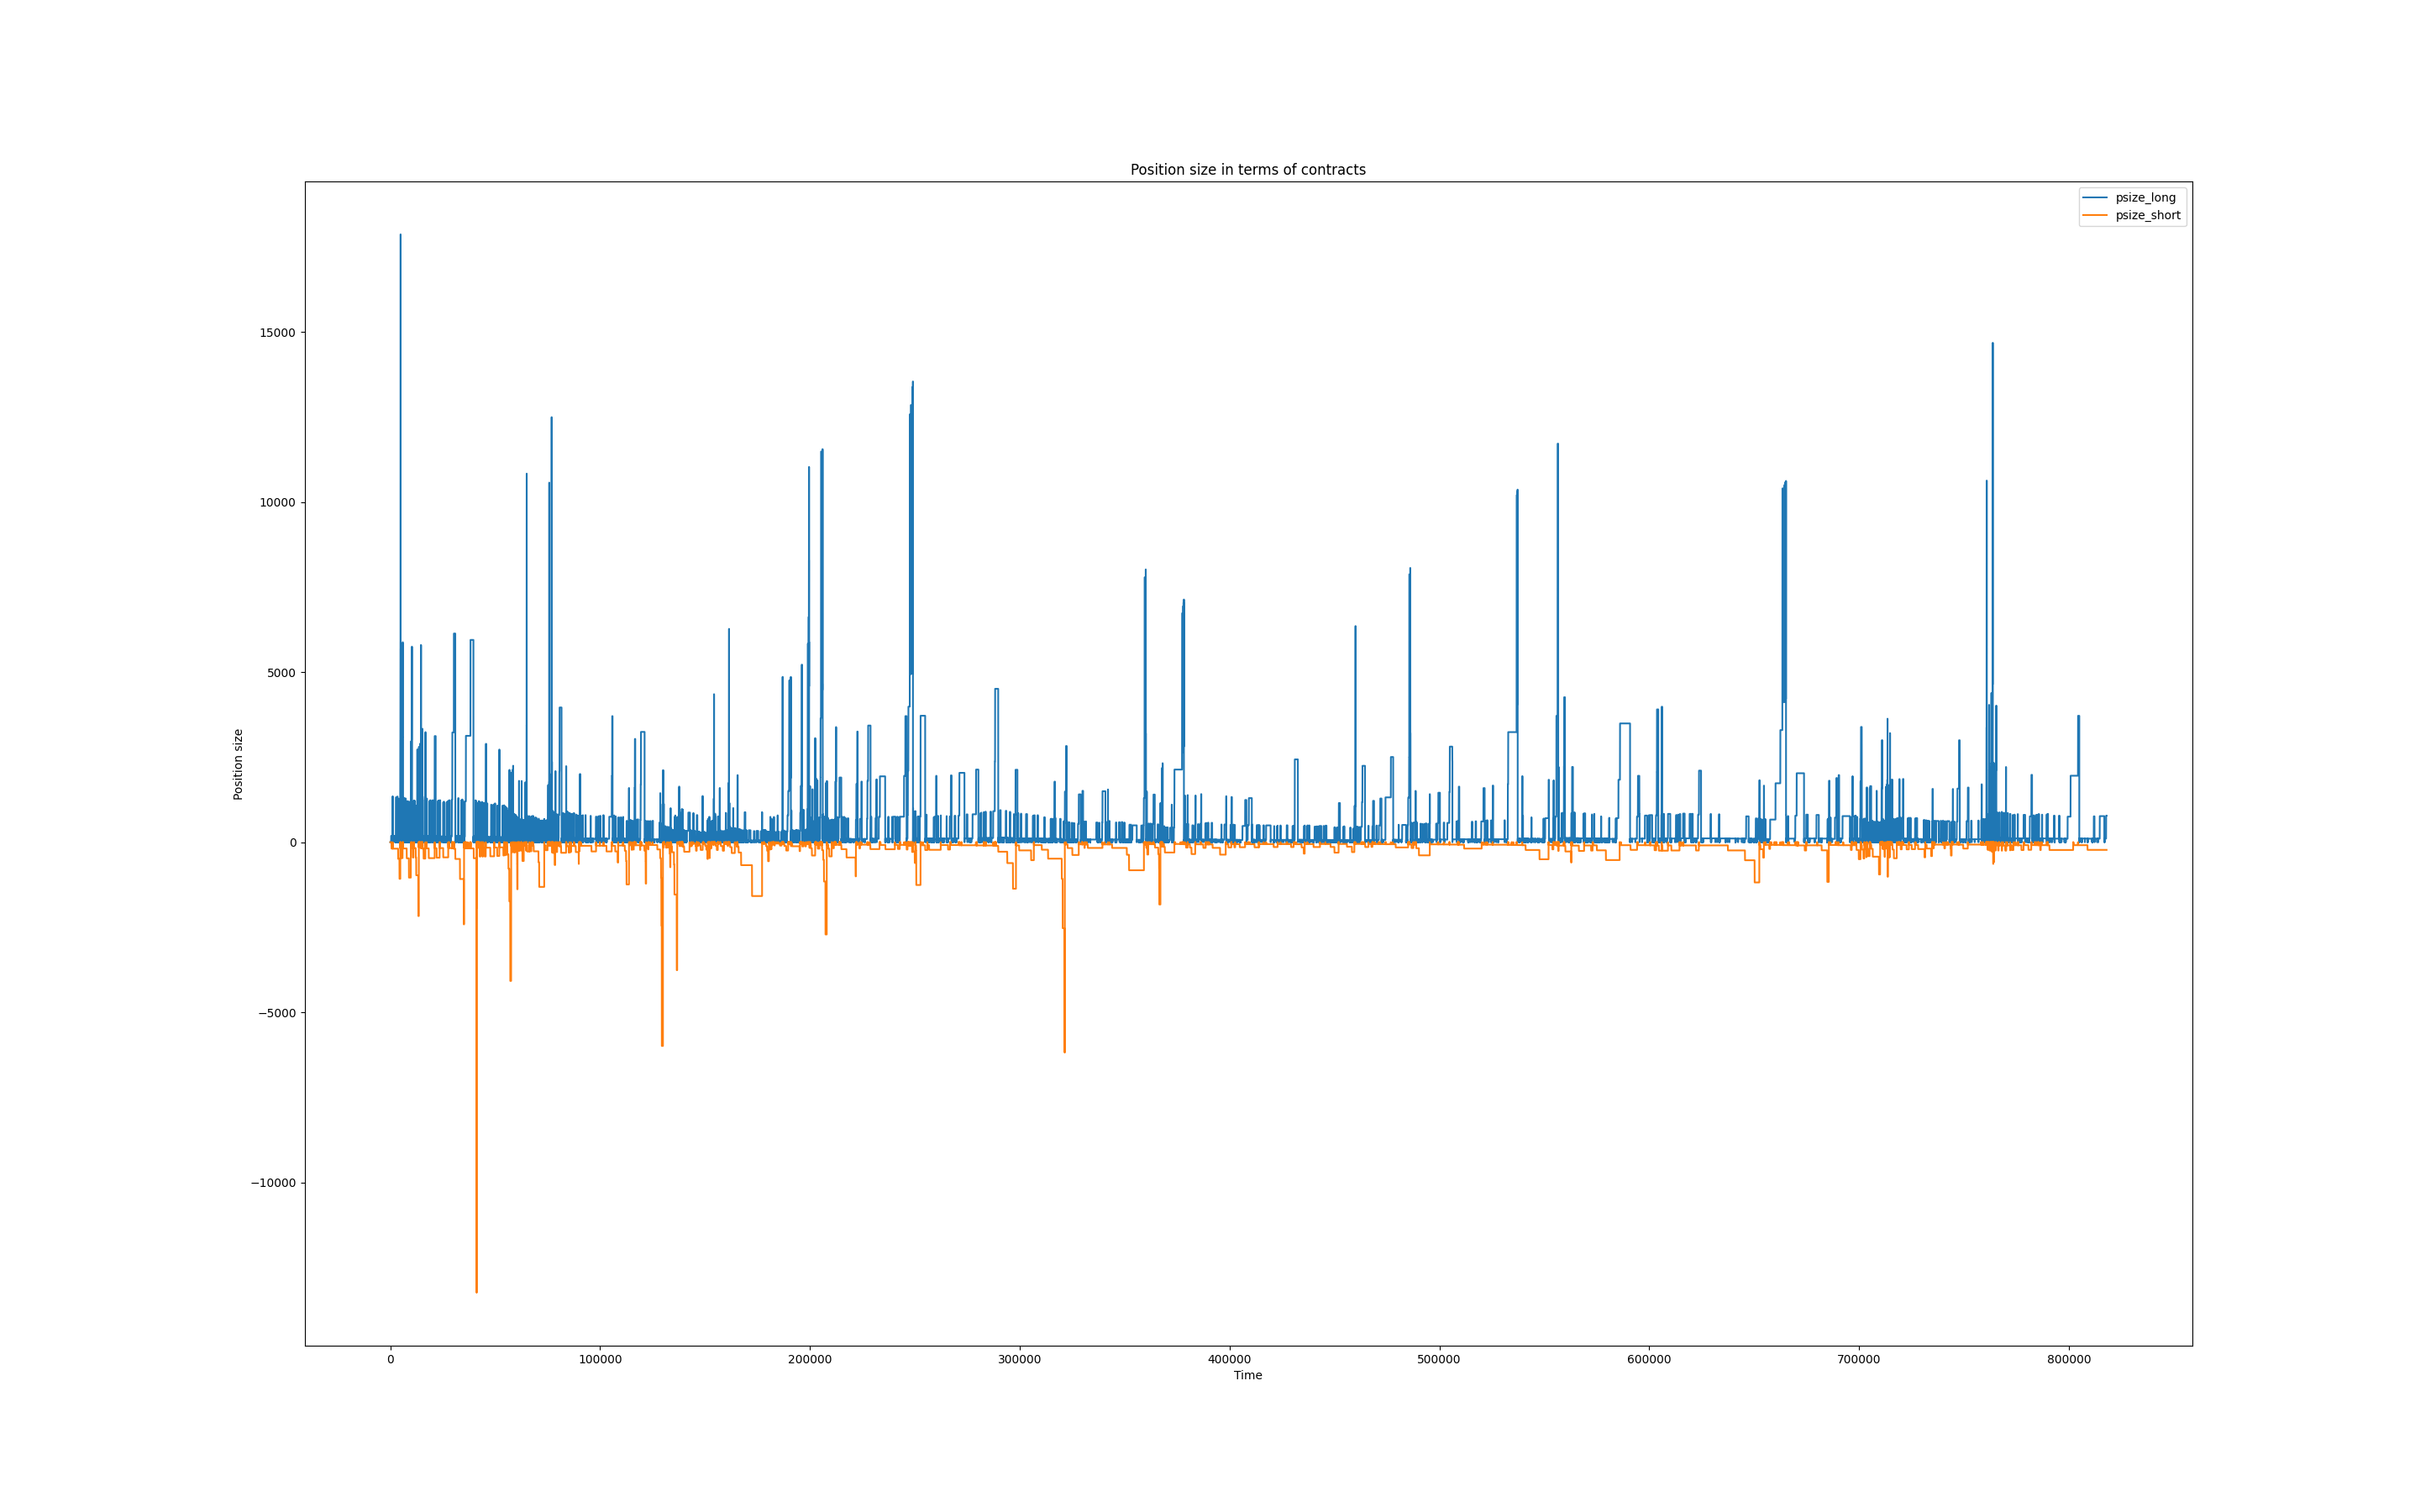 Position size in terms of contracts
psize_long
psize_short
Position size
15000
10000
5000
0
−5000
−10000
0 100000 200000 300000 400000 500000 600000 700000 800000
Time